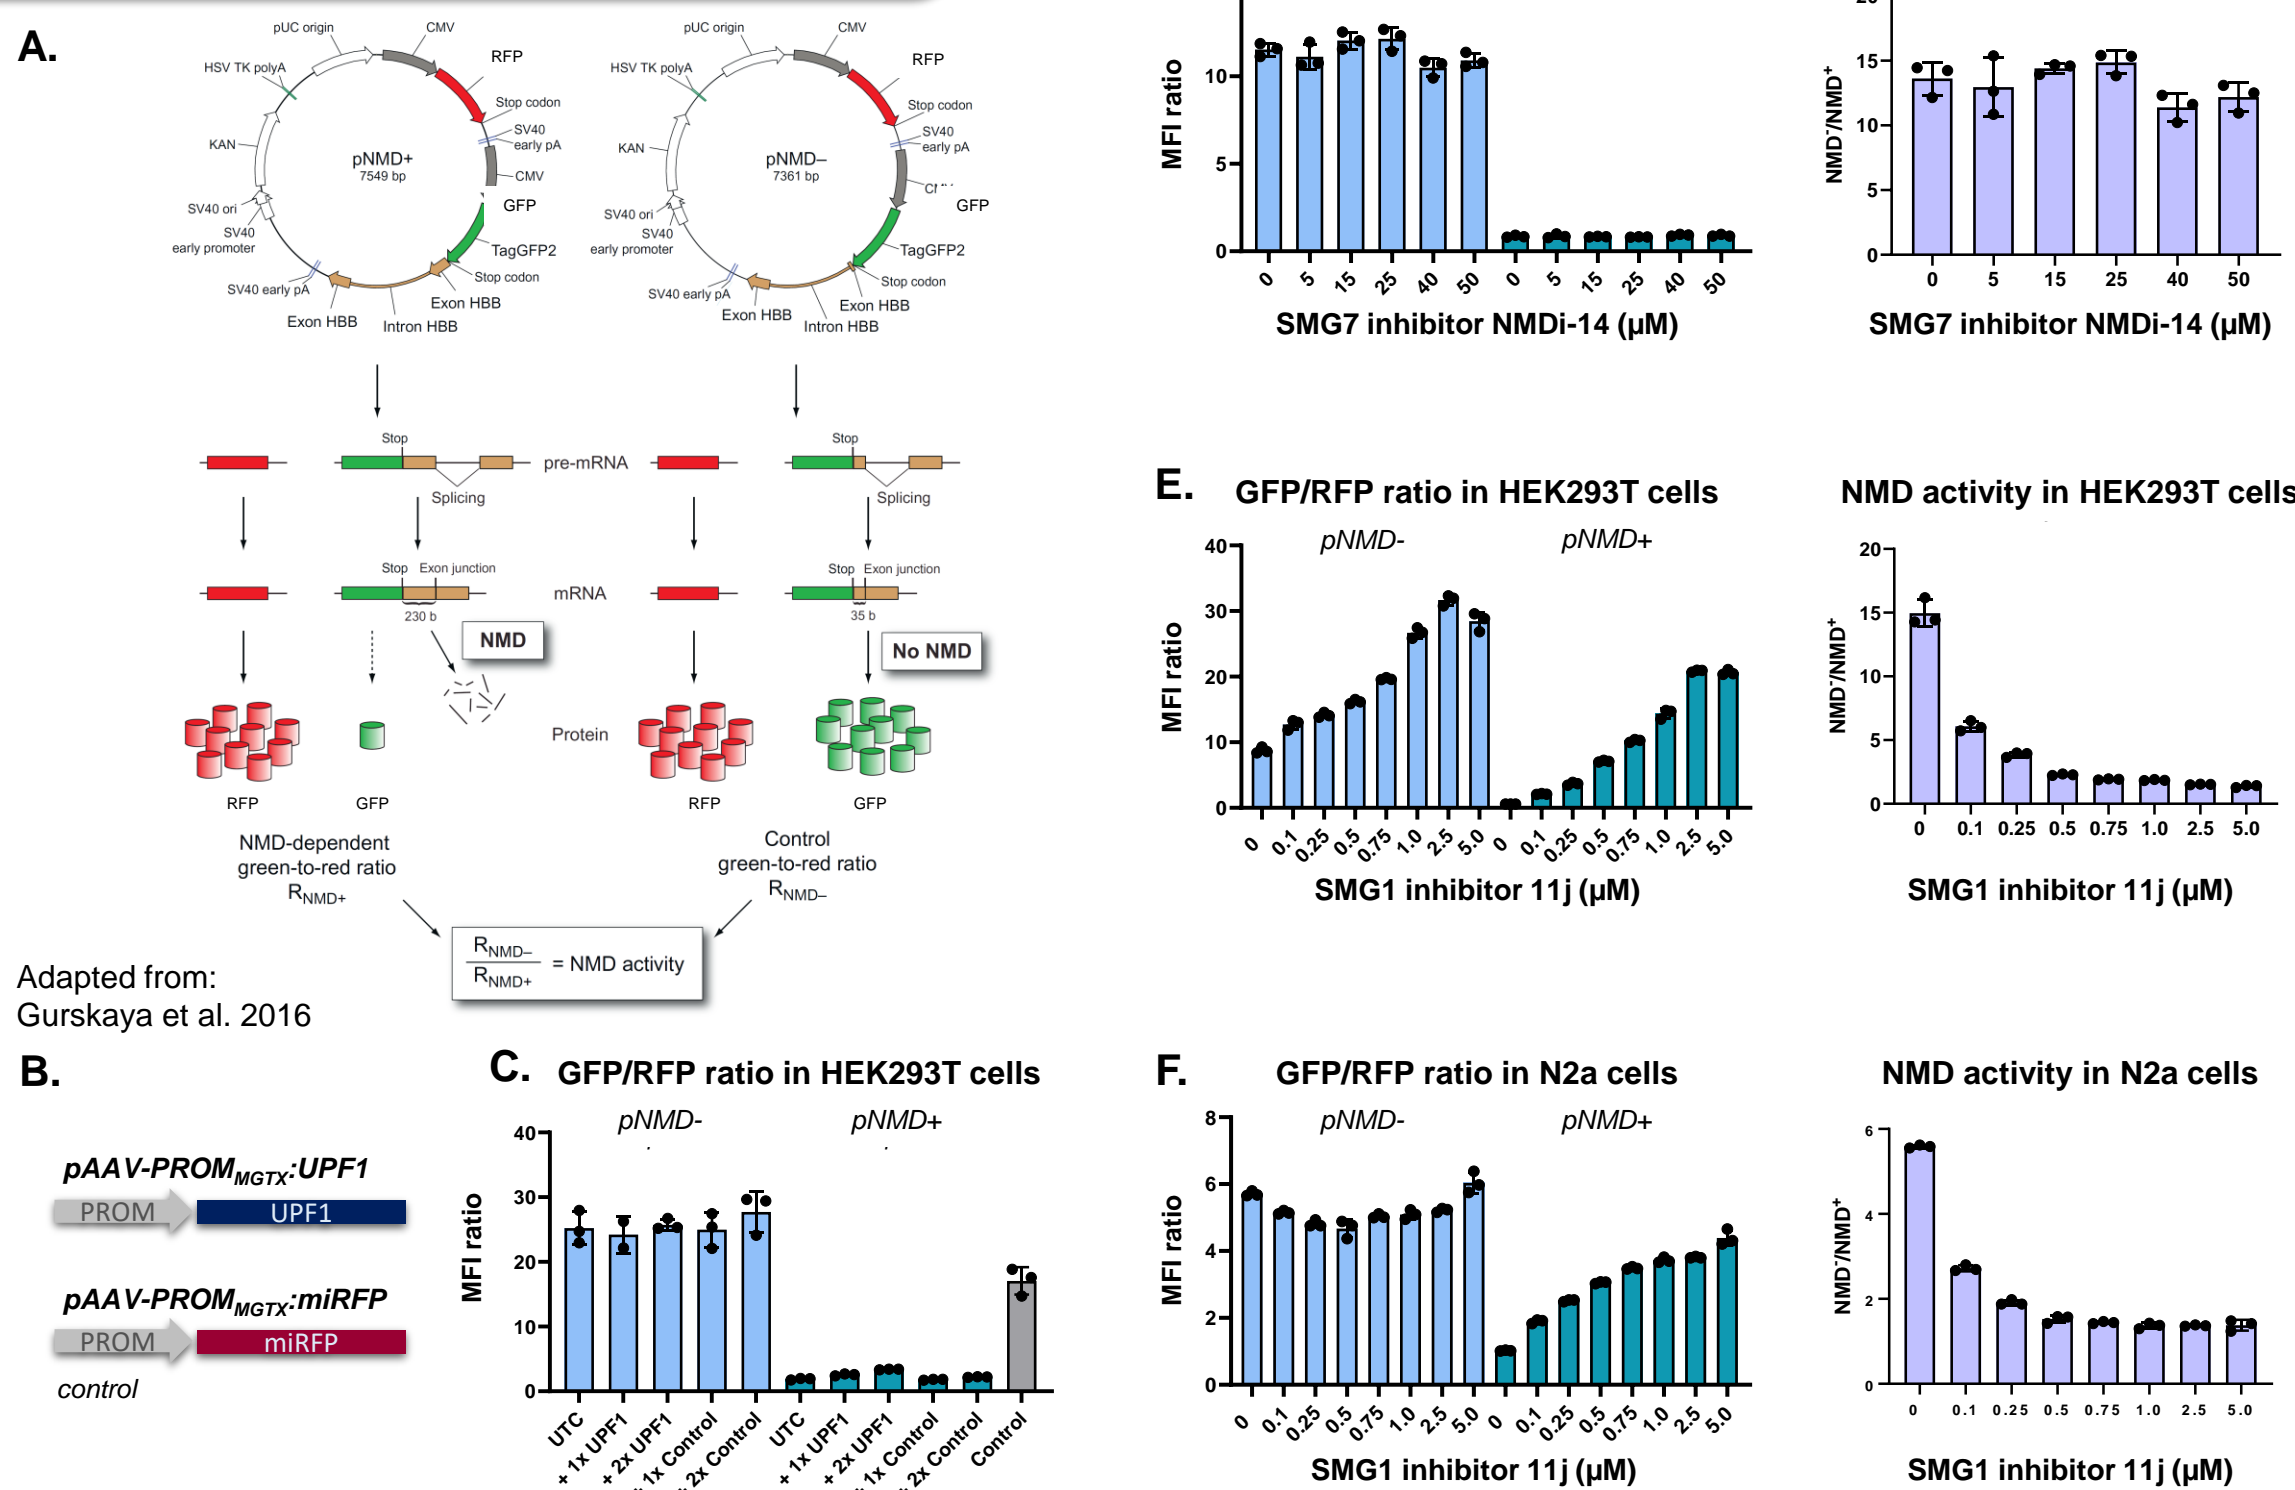 A.
pUC origin
CMV
HSV TK polyA
RFP
Stop codon
SV40
early pA
KAN
pNMD+
7549 bp
CMV
GFP
SV40 ori
SV40
early promoter
TagGFP2
Stop codon
SV40 early pA
Exon HBB
Exon HBB
Intron HBB
pUC origin
CMV
HSV TK polyA
RFP
Stop codon
SV40
early pA
KAN
pNMD–
7361 bp
GFP
SV40 ori
SV40
early promoter
TagGFP2
Stop codon
SV40 early pA
Exon HBB
Exon HBB
Intron HBB
Stop
pre-mRNA
Stop
Splicing
Splicing
Stop
Exon junction
mRNA
Stop
Exon junction
230 b
35 b
NMD
No NMD
Protein
RFP
GFP
RFP
GFP
NMD-dependent
green-to-red ratio
RNMD+
Control
green-to-red ratio
RNMD–
RNMD–
RNMD+
= NMD activity
Adapted from:
Gurskaya et al. 2016
B.
pAAV-PROMMGTX:UPF1
PROM
UPF1
pAAV-PROMMGTX:miRFP
PROM
miRFP
control
C.
GFP/RFP ratio in HEK293T cells
pNMD-
pNMD+
MFI ratio
40
30
20
10
0
UTC
+ 1x UPF1
+ 2x UPF1
1x Control
2x Control
UTC
+ 1x UPF1
+ 2x UPF1
1x Control
2x Control
Control
MFI ratio
10
5
0
0 5 15 25 40 50 0 5 15 25 40 50
SMG7 inhibitor NMDi-14 (µM)
NMD-/NMD+
15
10
5
0
0 5 15 25 40 50
SMG7 inhibitor NMDi-14 (µM)
E.
GFP/RFP ratio in HEK293T cells
pNMD-
pNMD+
MFI ratio
40
30
20
10
0
0 0.1 0.25 0.5 0.75 1.0 2.5 5.0 0 0.1 0.25 0.5 0.75 1.0 2.5 5.0
SMG1 inhibitor 11j (µM)
NMD activity in HEK293T cells
NMD-/NMD+
20
15
10
5
0
0 0.1 0.25 0.5 0.75 1.0 2.5 5.0
SMG1 inhibitor 11j (µM)
F.
GFP/RFP ratio in N2a cells
pNMD-
pNMD+
MFI ratio
8
6
4
2
0
0 0.1 0.25 0.5 0.75 1.0 2.5 5.0 0 0.1 0.25 0.5 0.75 1.0 2.5 5.0
SMG1 inhibitor 11j (µM)
NMD activity in N2a cells
NMD-/NMD+
6
4
2
0
0 0.1 0.25 0.5 0.75 1.0 2.5 5.0
SMG1 inhibitor 11j (µM)